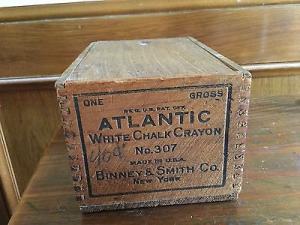 ONE GROSS
REG. U.S. PAT. OFF.
ATLANTIC
WHITE CHALK CRAYON
No. 307
MADE IN U.S.A.
BINNEY & SMITH Co.
NEW YORK